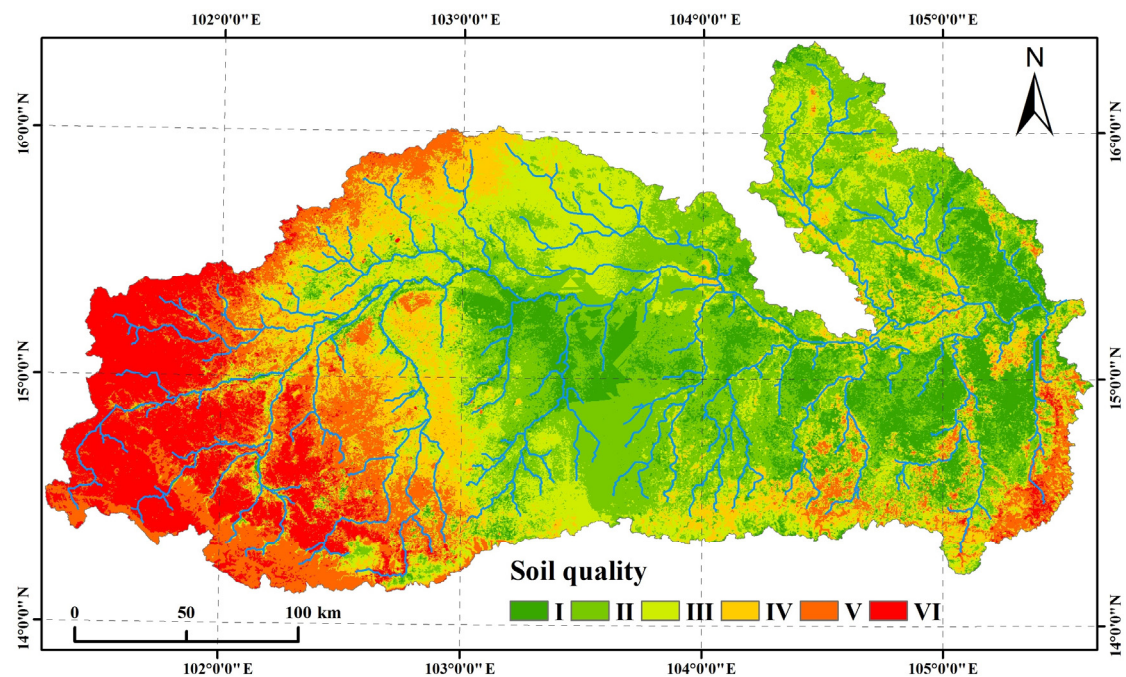 102°0'0"E 103°0'0"E 104°0'0"E 105°0'0"E
N
16°0'0"N 16°0'0"N
15°0'0"N 15°0'0"N
14°0'0"N 14°0'0"N
Soil quality
I II III IV V VI
0 50 100 km
102°0'0"E 103°0'0"E 104°0'0"E 105°0'0"E